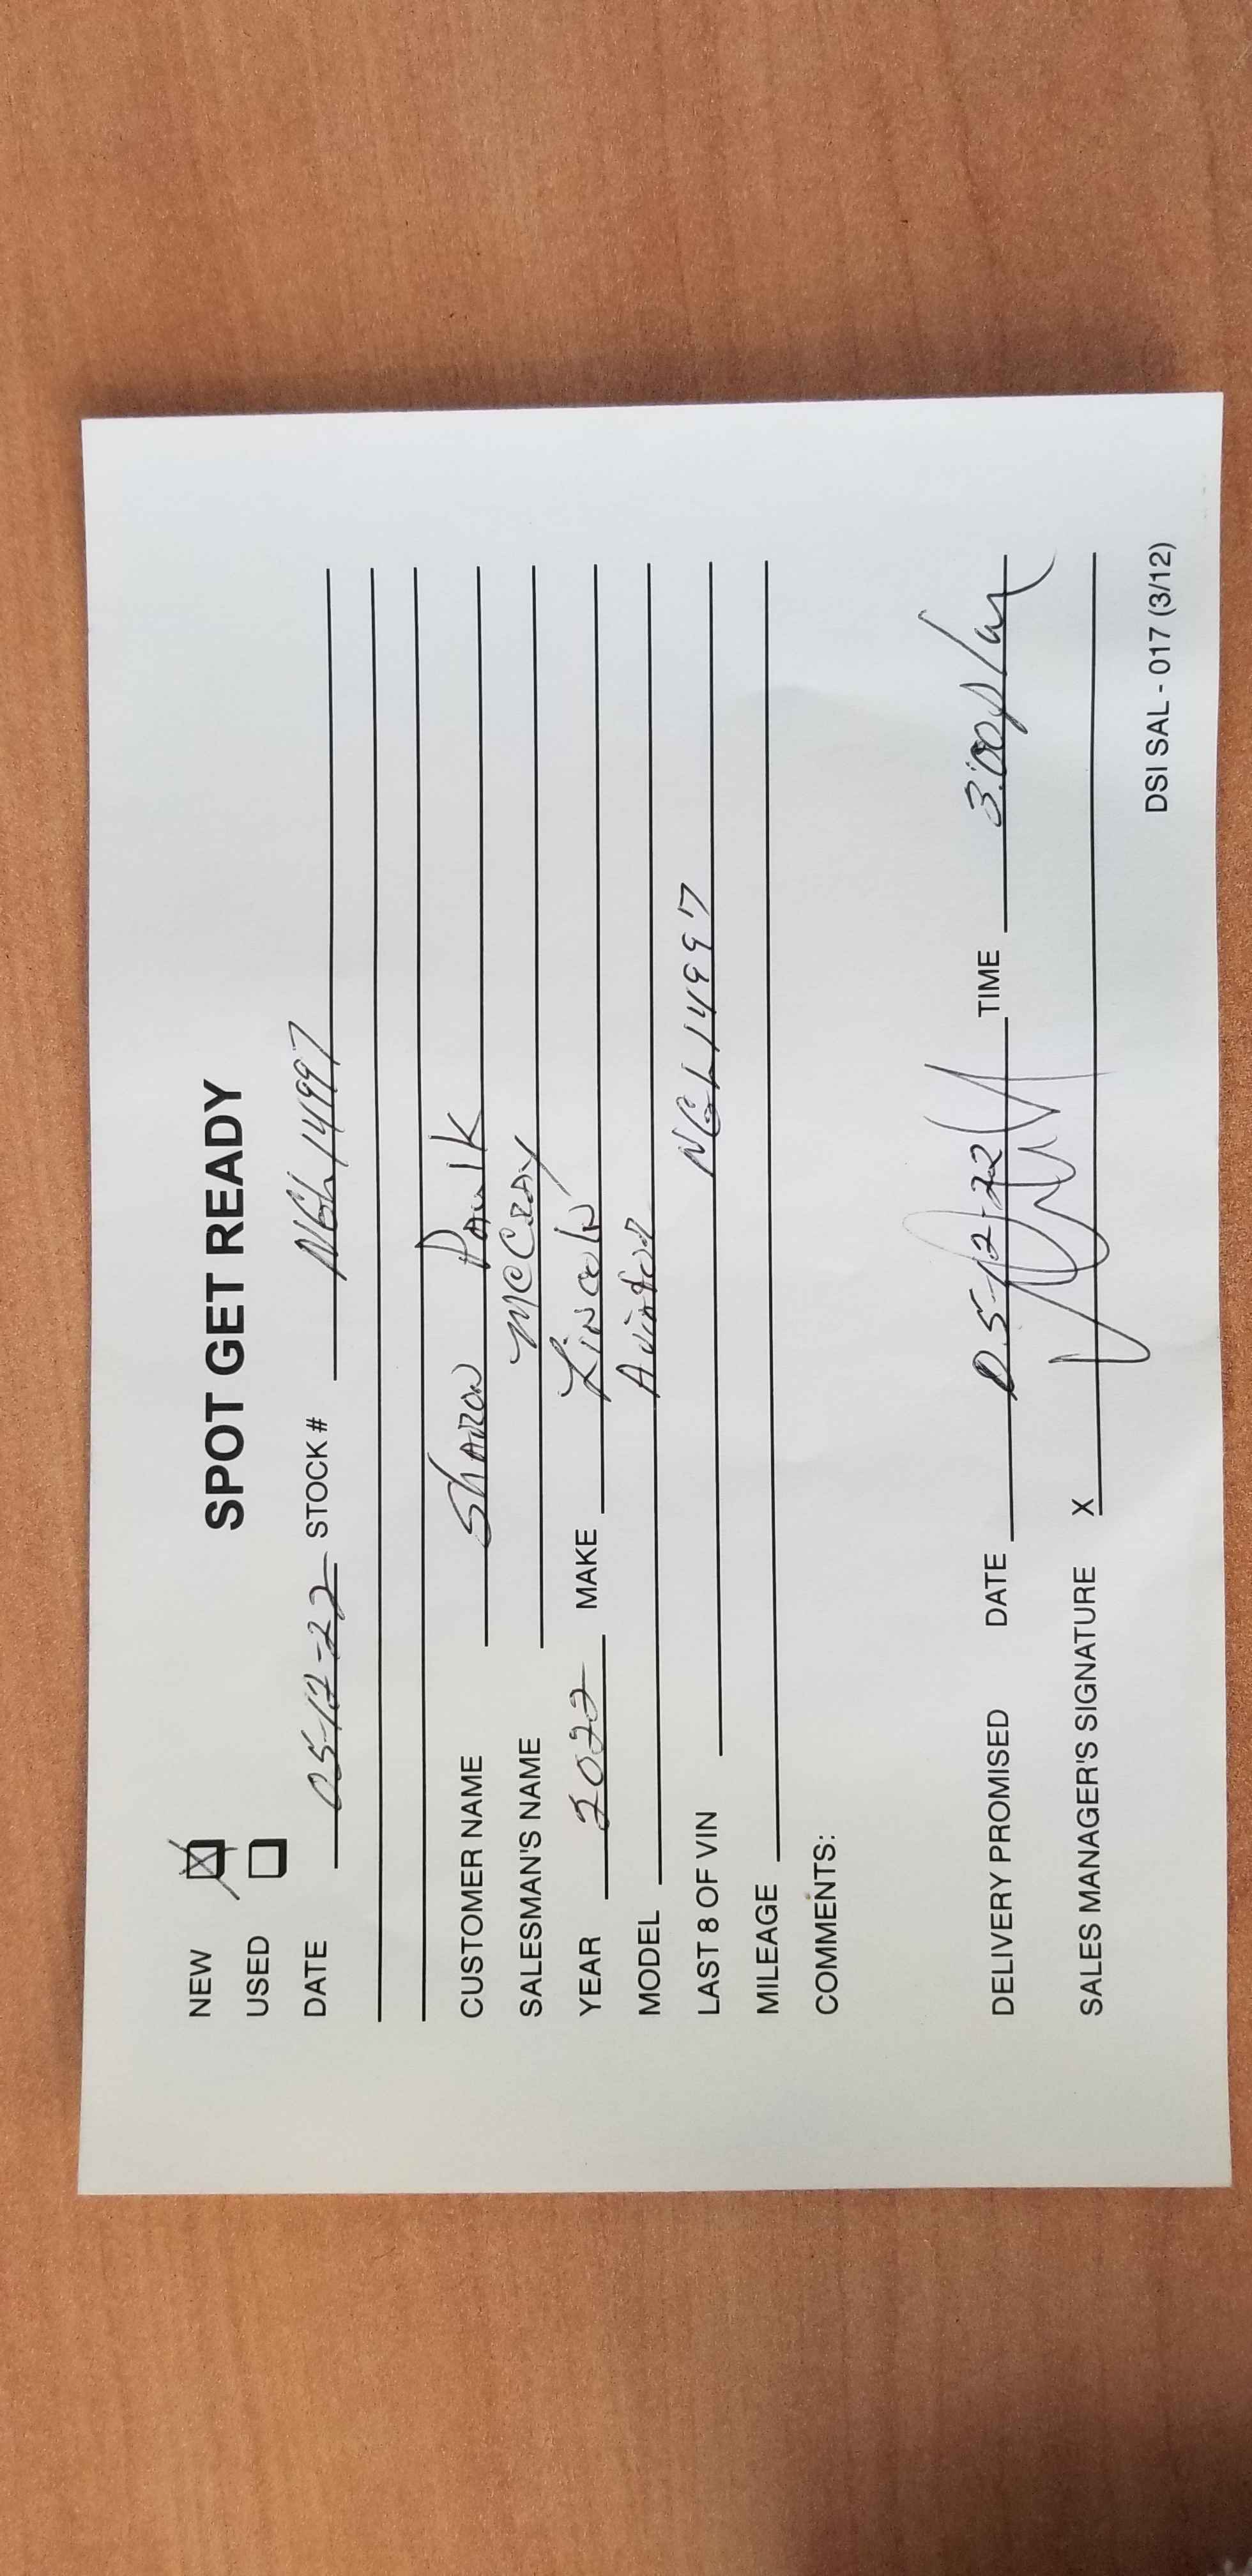 SPOT GET READY
NEW
USED
DATE 05-12-22 STOCK # NGL14997
CUSTOMER NAME Sharon
SALESMAN'S NAME McCray
YEAR 2022 MAKE Lincoln
MODEL Aviator
LAST 8 OF VIN NGL14997
MILEAGE
COMMENTS:
DELIVERY PROMISED DATE 05-12-22 TIME 3:00
SALES MANAGER'S SIGNATURE X
DSI SAL - 017 (3/12)